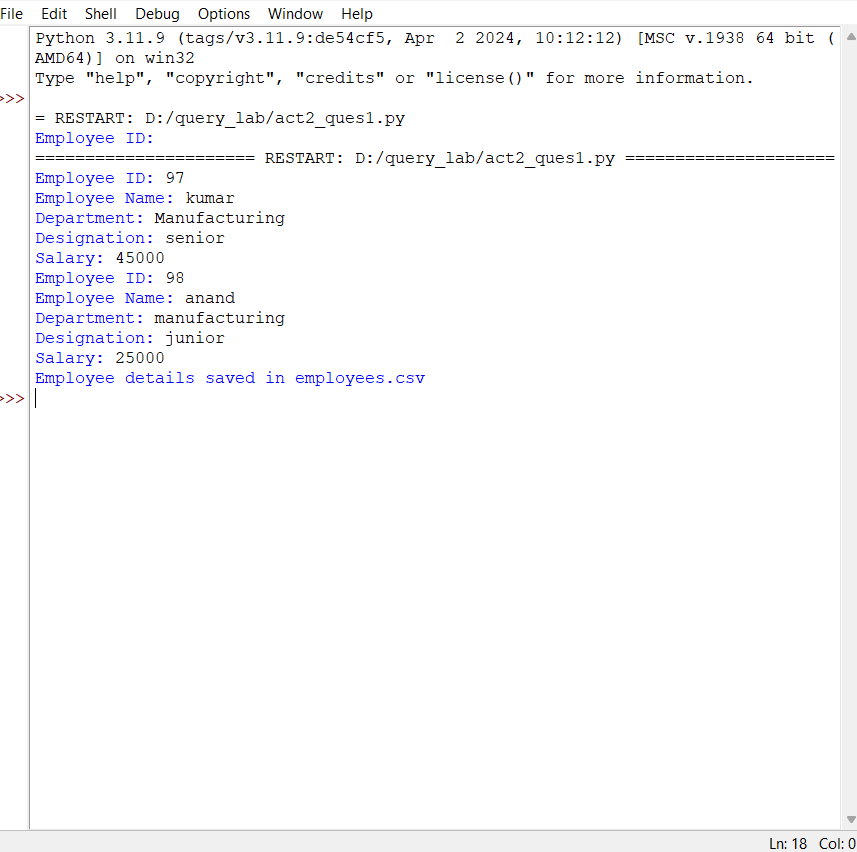 File Edit Shell Debug Options Window Help
Python 3.11.9 (tags/v3.11.9:de54cf5, Apr  2 2024, 10:12:12) [MSC v.1938 64 bit (
AMD64)] on win32
Type "help", "copyright", "credits" or "license()" for more information.
>>>
= RESTART: D:/query_lab/act2_ques1.py
Employee ID:
====================== RESTART: D:/query_lab/act2_ques1.py =====================
Employee ID: 97
Employee Name: kumar
Department: Manufacturing
Designation: senior
Salary: 45000
Employee ID: 98
Employee Name: anand
Department: manufacturing
Designation: junior
Salary: 25000
Employee details saved in employees.csv
>>>
Ln: 18 Col: 0